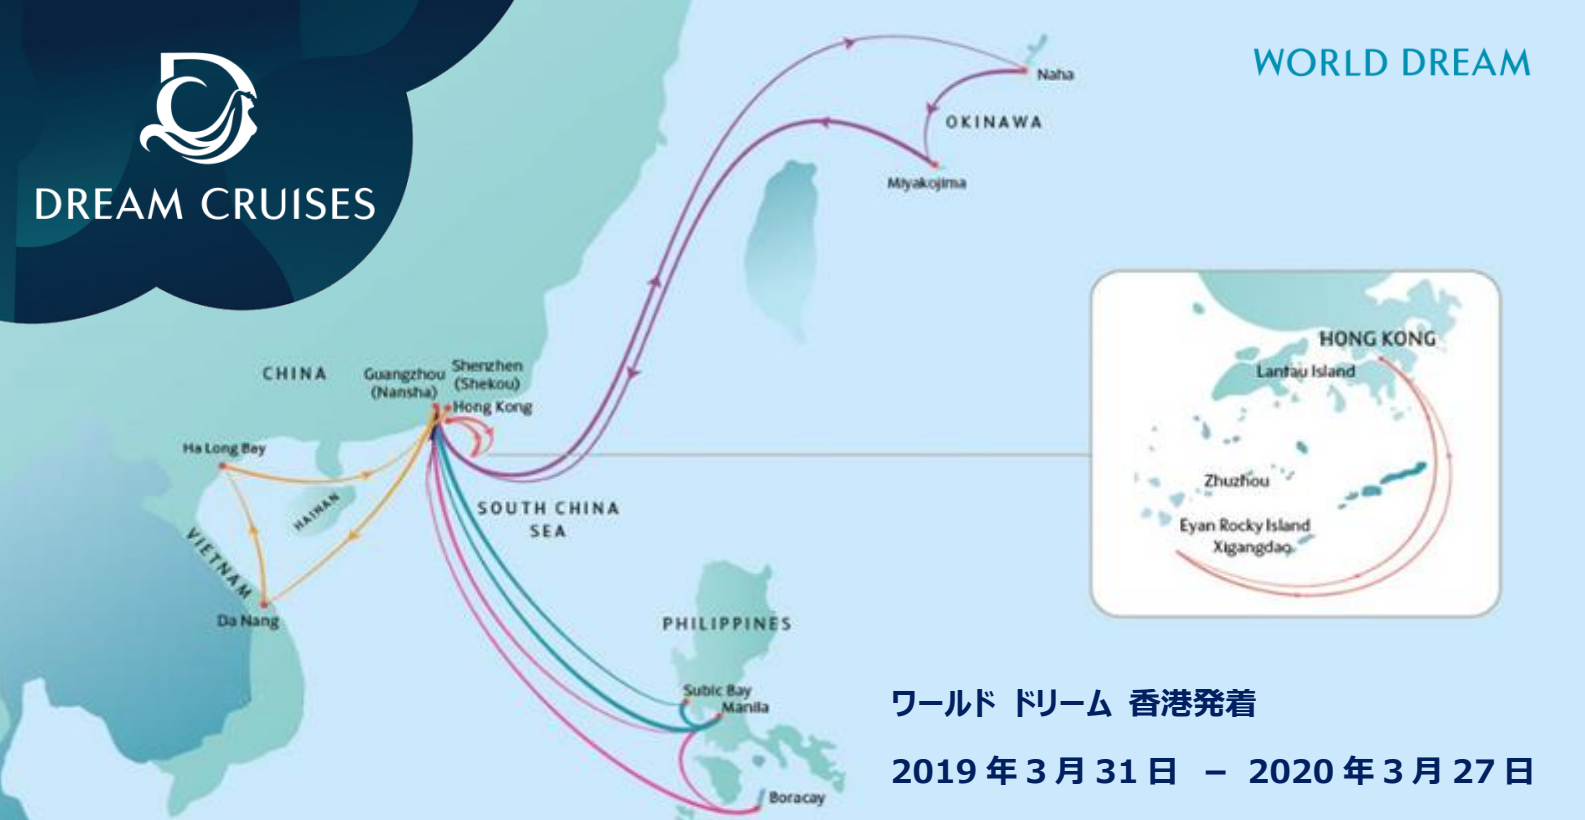 DREAM CRUISES
WORLD DREAM
Naha
OKINAWA
Miyakojima
CHINA
Guangzhou
(Nansha)
Shenzhen
(Shekou)
Hong Kong
Ha Long Bay
HAINAN
VIETNAM
Da Nang
SOUTH CHINA
SEA
PHILIPPINES
Subic Bay
Manila
Boracay
HONG KONG
Lantau Island
Zhuzhou
Eyan Rocky Island
Xigangdao
ワールド ドリーム 香港発着
2019 年 3 月 31 日 – 2020 年 3 月 27 日